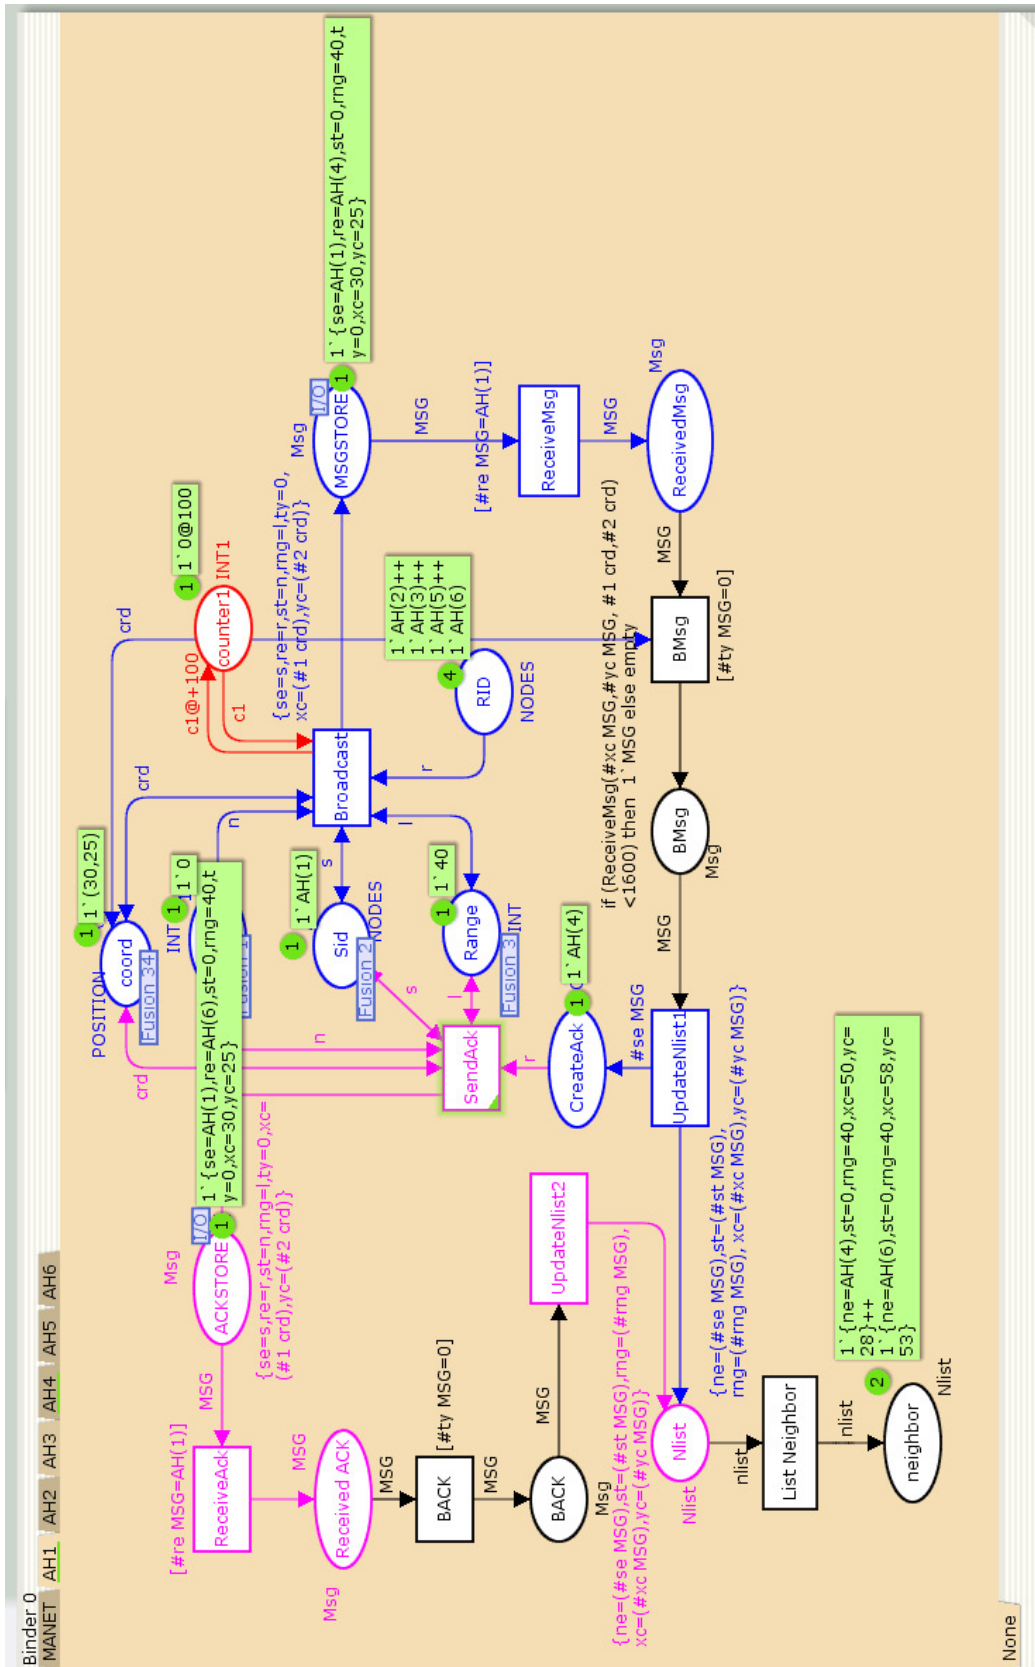 Binder 0
MANET
AH1
AH2
AH3
AH4
AH5
AH6
POSITION
coord
Fusion 34
1
1`(30,25)
crd
crd
crd
c1@+100
c1
counter1
INT1
1
1`0@100
INT
1
1`0
n
n
Msg
ACKSTORE
I/O
1
1`{se=AH(1),re=AH(6),st=0,rng=40,t
y=0,xc=30,yc=25}
{se=s,re=r,st=n,rng=l,ty=0,xc=
(#1 crd),yc=(#2 crd)}
MSG
[#re MSG=AH(1)]
ReceiveAck
MSG
Received ACK
Msg
MSG
BACK
[#ty MSG=0]
MSG
BACK
Msg
MSG
UpdateNlist2
{ne=(#se MSG),st=(#st MSG),rng=(#rng MSG),
xc=(#xc MSG),yc=(#yc MSG)}
1
1`AH(1)
Sid
Fusion 2
NODES
s
s
Broadcast
{se=s,re=r,st=n,rng=l,ty=0,
xc=(#1 crd),yc=(#2 crd)}
Msg
MSGSTORE
I/O
1
1`{se=AH(1),re=AH(4),st=0,rng=40,t
y=0,xc=30,yc=25}
1
1`40
Range
Fusion 3
INT
l
l
r
4
1`AH(2)++
1`AH(3)++
1`AH(5)++
1`AH(6)
RID
NODES
MSG
[#re MSG=AH(1)]
ReceiveMsg
MSG
ReceivedMsg
Msg
MSG
BMsg
[#ty MSG=0]
if (ReceiveMsg(#xc MSG,#yc MSG, #1 crd,#2 crd)
<1600) then 1`MSG else empty
BMsg
Msg
MSG
SendAck
r
CreateAck
1
1`AH(4)
#se MSG
UpdateNlist1
{ne=(#se MSG),st=(#st MSG),
rng=(#rng MSG), xc=(#xc MSG),yc=(#yc MSG)}
Nlist
Nlist
nlist
List Neighbor
nlist
neighbor
Nlist
2
1`{ne=AH(4),st=0,rng=40,xc=50,yc=
28}++
1`{ne=AH(6),st=0,rng=40,xc=58,yc=
53}
None